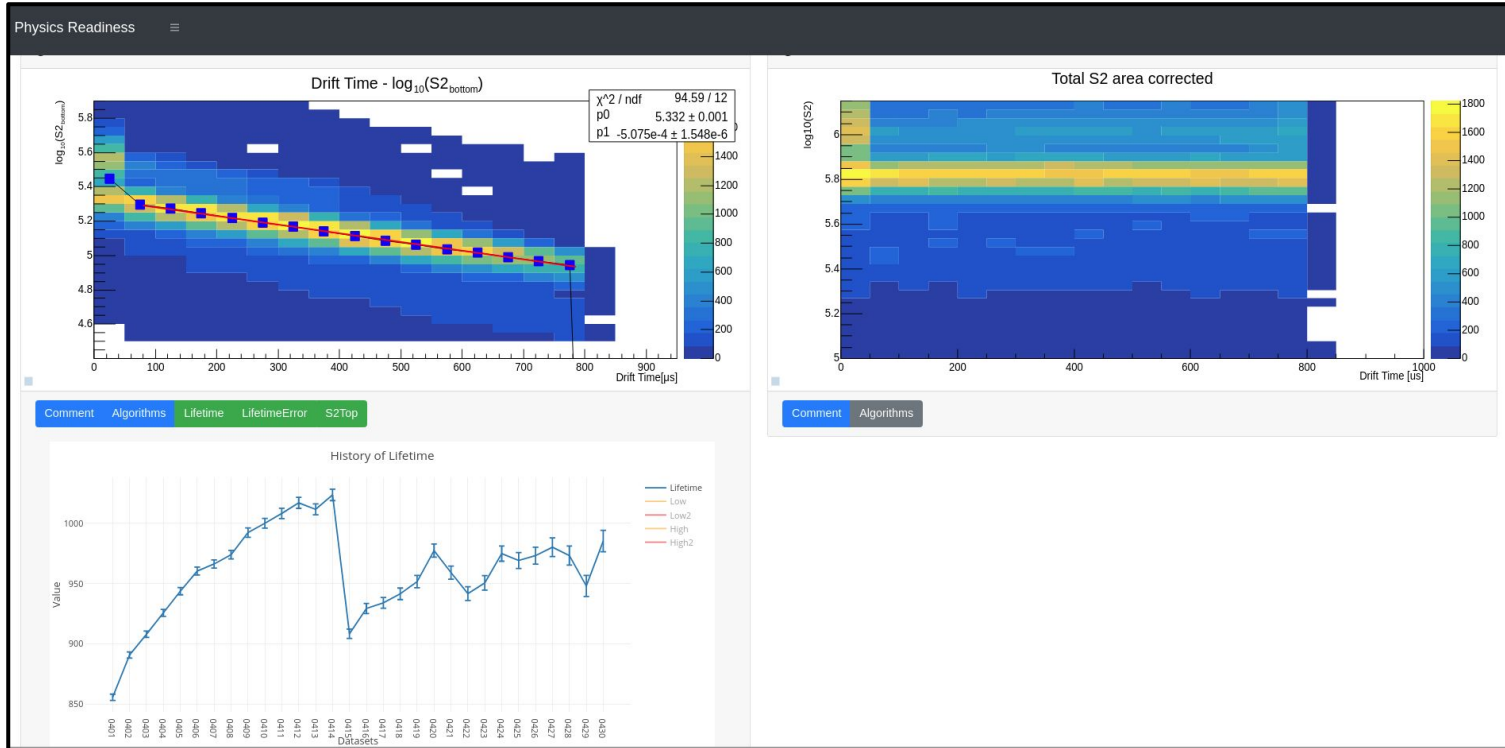 Physics Readiness
Drift Time - log10(S2bottom)
χ^2 / ndf 94.59 / 12
p0 5.332 ± 0.001
p1 -5.075e-4 ± 1.548e-6
log10(S2bottom)
5.8
5.6
5.4
5.2
5
4.8
4.6
1400
1200
1000
800
600
400
200
0
0 100 200 300 400 500 600 700 800 900
Drift Time[μs]
Total S2 area corrected
log10(S2)
6
5.8
5.6
5.4
5.2
5
1800
1600
1400
1200
1000
800
600
400
200
0
0 200 400 600 800 1000
Drift Time [us]
Comment Algorithms Lifetime LifetimeError S2Top
Comment Algorithms
History of Lifetime
Lifetime
Low
Low2
High
High2
Value
1000
950
900
850
0401 0402 0403 0404 0405 0406 0407 0408 0409 0410 0411 0412 0413 0414 0415 0416 0417 0418 0419 0420 0421 0422 0423 0424 0425 0426 0427 0428 0429 0430
Datasets